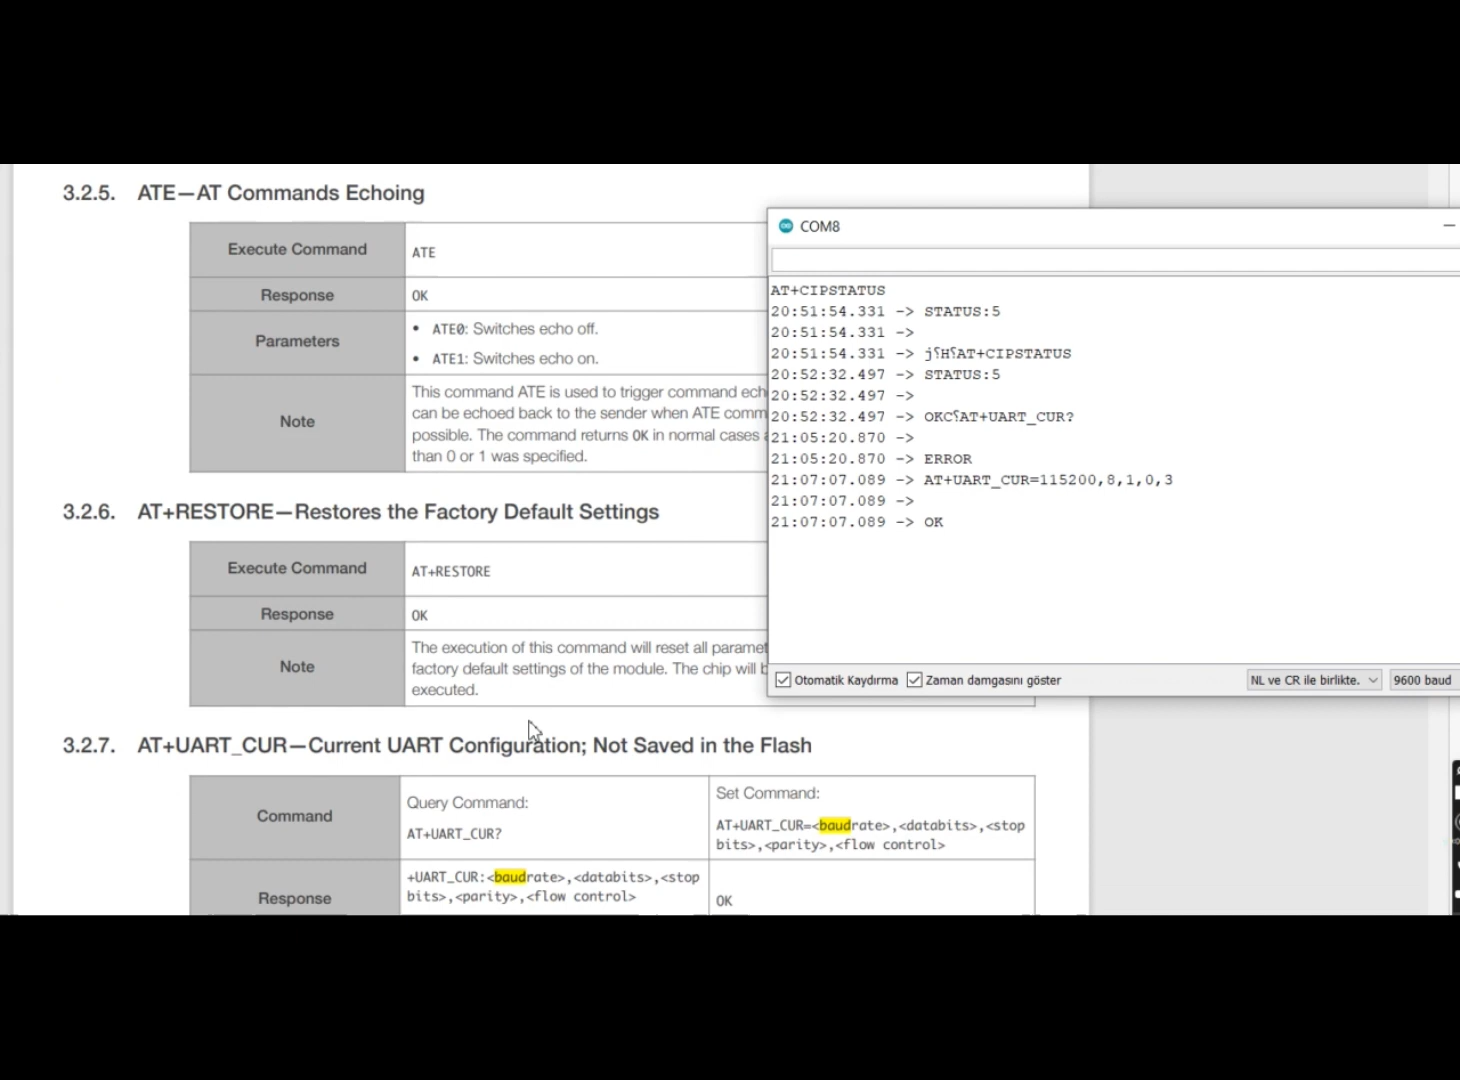 3.2.5. ATE—AT Commands Echoing
Execute Command
ATE
Response
OK
Parameters
• ATE0: Switches echo off.
• ATE1: Switches echo on.
Note
This command ATE is used to trigger command ech
can be echoed back to the sender when ATE comm
possible. The command returns OK in normal cases
than 0 or 1 was specified.
3.2.6. AT+RESTORE—Restores the Factory Default Settings
Execute Command
AT+RESTORE
Response
OK
Note
The execution of this command will reset all paramet
factory default settings of the module. The chip will b
executed.
3.2.7. AT+UART_CUR—Current UART Configuration; Not Saved in the Flash
Command
Query Command:
AT+UART_CUR?
Set Command:
AT+UART_CUR=<baudrate>,<databits>,<stop
bits>,<parity>,<flow control>
Response
+UART_CUR:<baudrate>,<databits>,<stop
bits>,<parity>,<flow control>
OK
COM8
AT+CIPSTATUS
20:51:54.331 -> STATUS:5
20:51:54.331 ->
20:51:54.331 -> j⸮H⸮AT+CIPSTATUS
20:52:32.497 -> STATUS:5
20:52:32.497 ->
20:52:32.497 -> OKC⸮AT+UART_CUR?
21:05:20.870 ->
21:05:20.870 -> ERROR
21:07:07.089 -> AT+UART_CUR=115200,8,1,0,3
21:07:07.089 ->
21:07:07.089 -> OK
Otomatik Kaydırma
Zaman damgasını göster
NL ve CR ile birlikte.
9600 baud